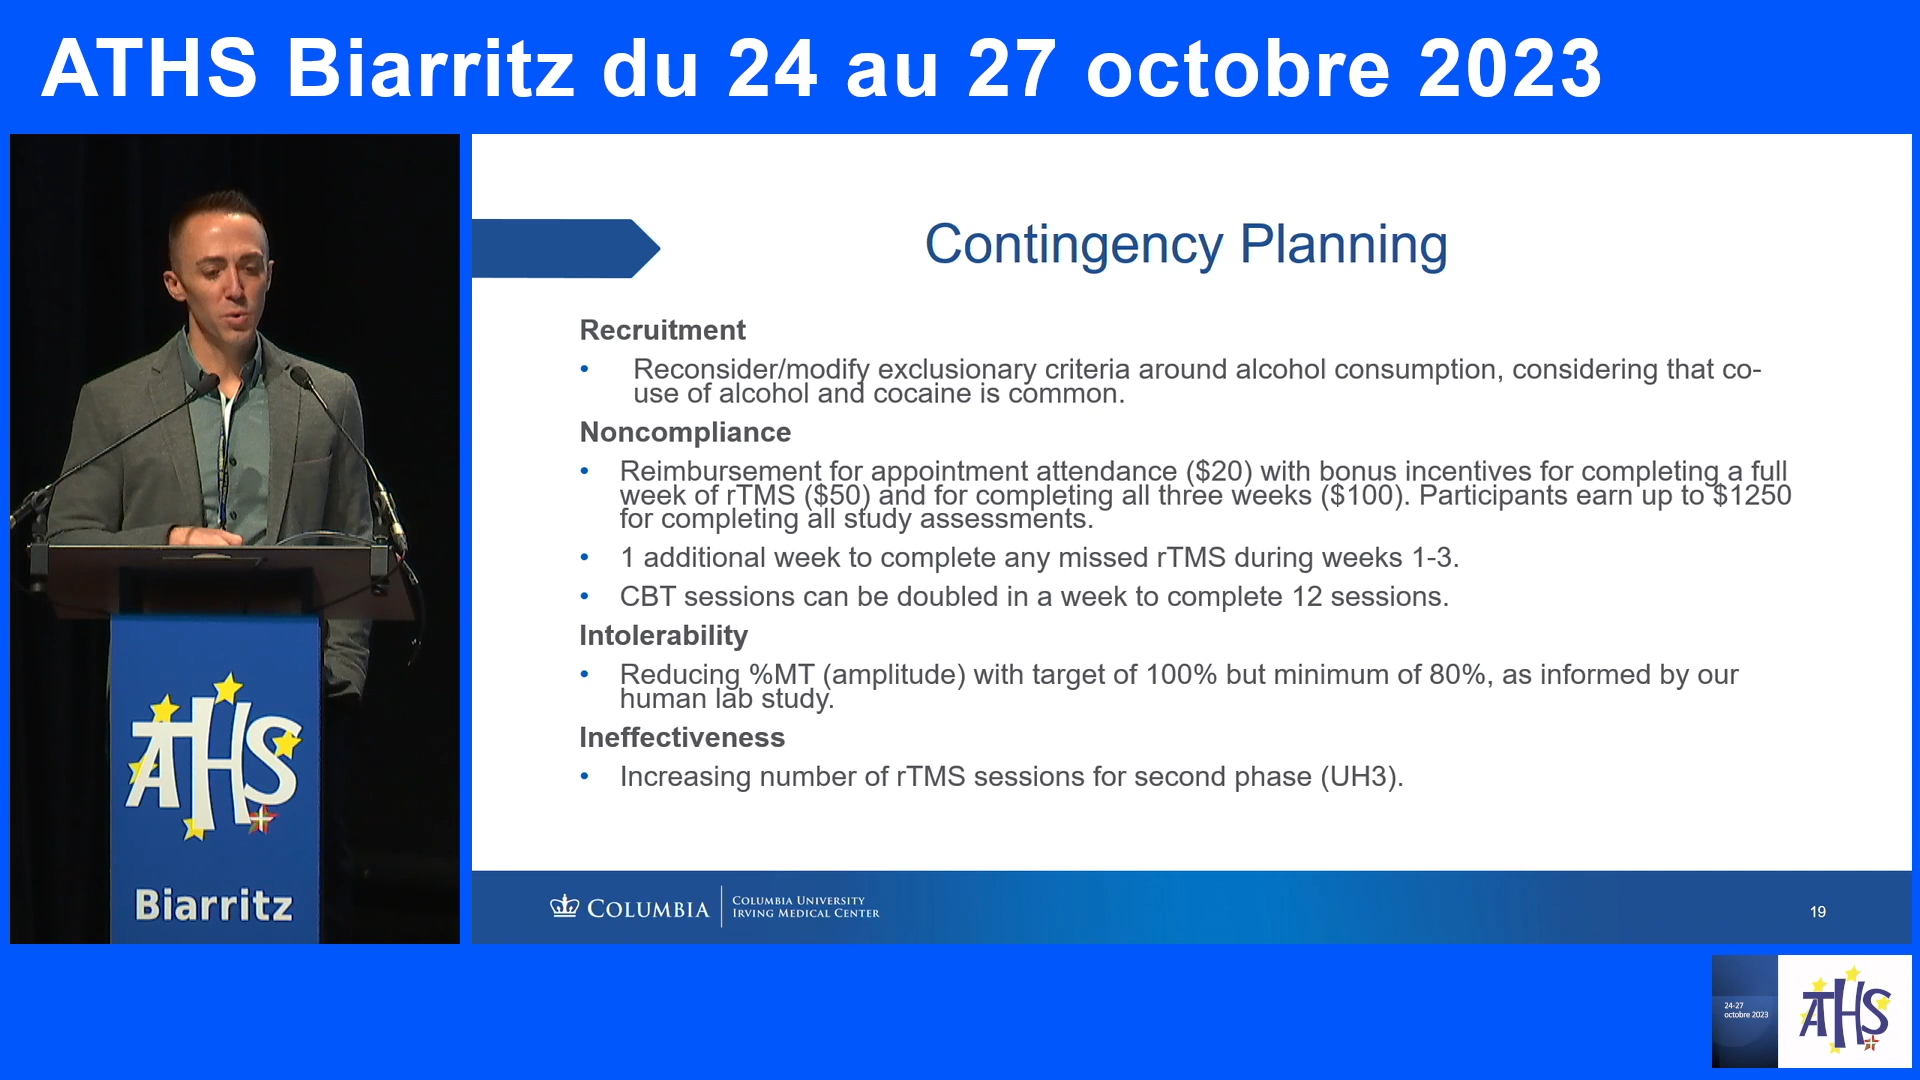 ATHS Biarritz du 24 au 27 octobre 2023
Contingency Planning
Recruitment
• Reconsider/modify exclusionary criteria around alcohol consumption, considering that co-
use of alcohol and cocaine is common.
Noncompliance
• Reimbursement for appointment attendance ($20) with bonus incentives for completing a full
week of rTMS ($50) and for completing all three weeks ($100). Participants earn up to $1250
for completing all study assessments.
• 1 additional week to complete any missed rTMS during weeks 1-3.
• CBT sessions can be doubled in a week to complete 12 sessions.
Intolerability
• Reducing %MT (amplitude) with target of 100% but minimum of 80%, as informed by our
human lab study.
Ineffectiveness
• Increasing number of rTMS sessions for second phase (UH3).
COLUMBIA
COLUMBIA UNIVERSITY
IRVING MEDICAL CENTER
19
ATHS
Biarritz
24-27
octobre 2023
ATHS